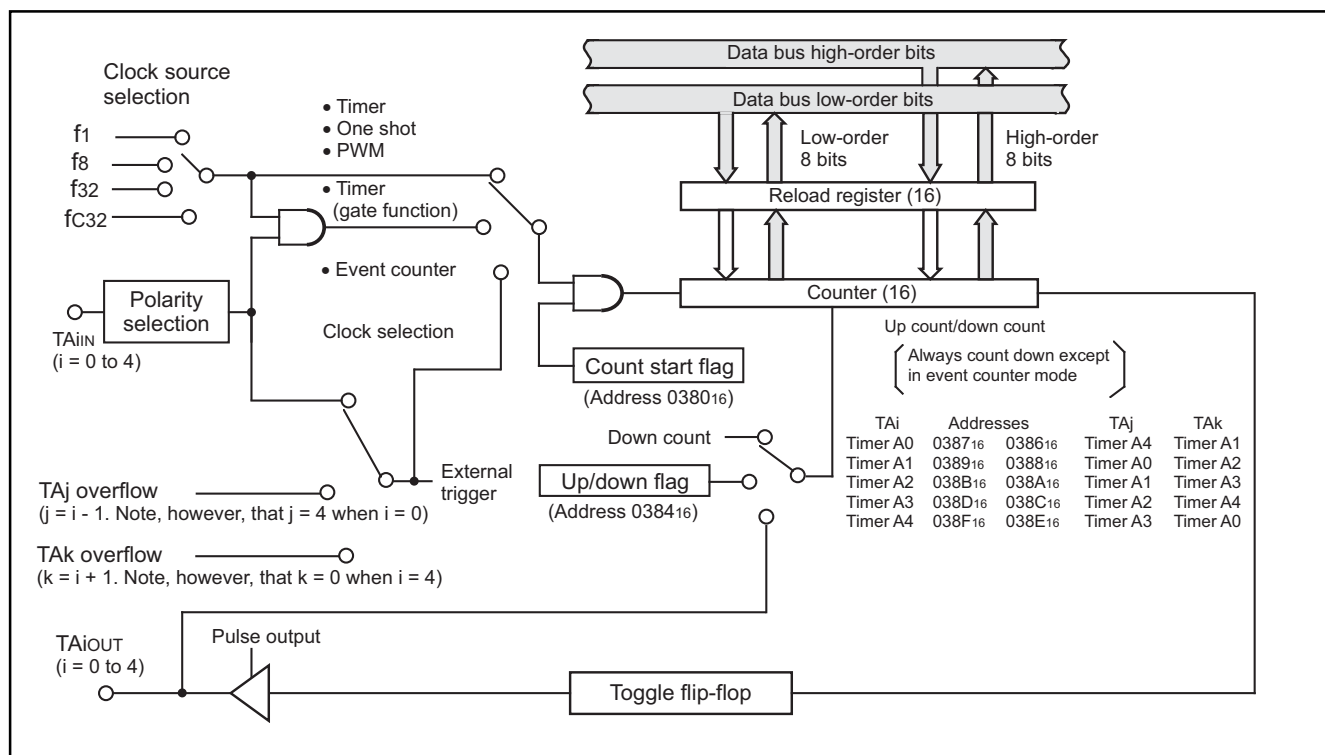 Data bus high-order bits
Data bus low-order bits
Clock source
selection
f1
f8
f32
fC32
• Timer
• One shot
• PWM
• Timer
(gate function)
• Event counter
Clock selection
Low-order
8 bits
High-order
8 bits
Reload register (16)
Counter (16)
Polarity
selection
TAiIN
(i = 0 to 4)
Count start flag
(Address 038016)
Up count/down count
Always count down except
in event counter mode
TAi Addresses TAj TAk
Timer A0 038716 038616 Timer A4 Timer A1
Timer A1 038916 038816 Timer A0 Timer A2
Timer A2 038B16 038A16 Timer A1 Timer A3
Timer A3 038D16 038C16 Timer A2 Timer A4
Timer A4 038F16 038E16 Timer A3 Timer A0
Down count
Up/down flag
(Address 038416)
External
trigger
TAj overflow
(j = i - 1. Note, however, that j = 4 when i = 0)
TAk overflow
(k = i + 1. Note, however, that k = 0 when i = 4)
TAiOUT
(i = 0 to 4)
Pulse output
Toggle flip-flop